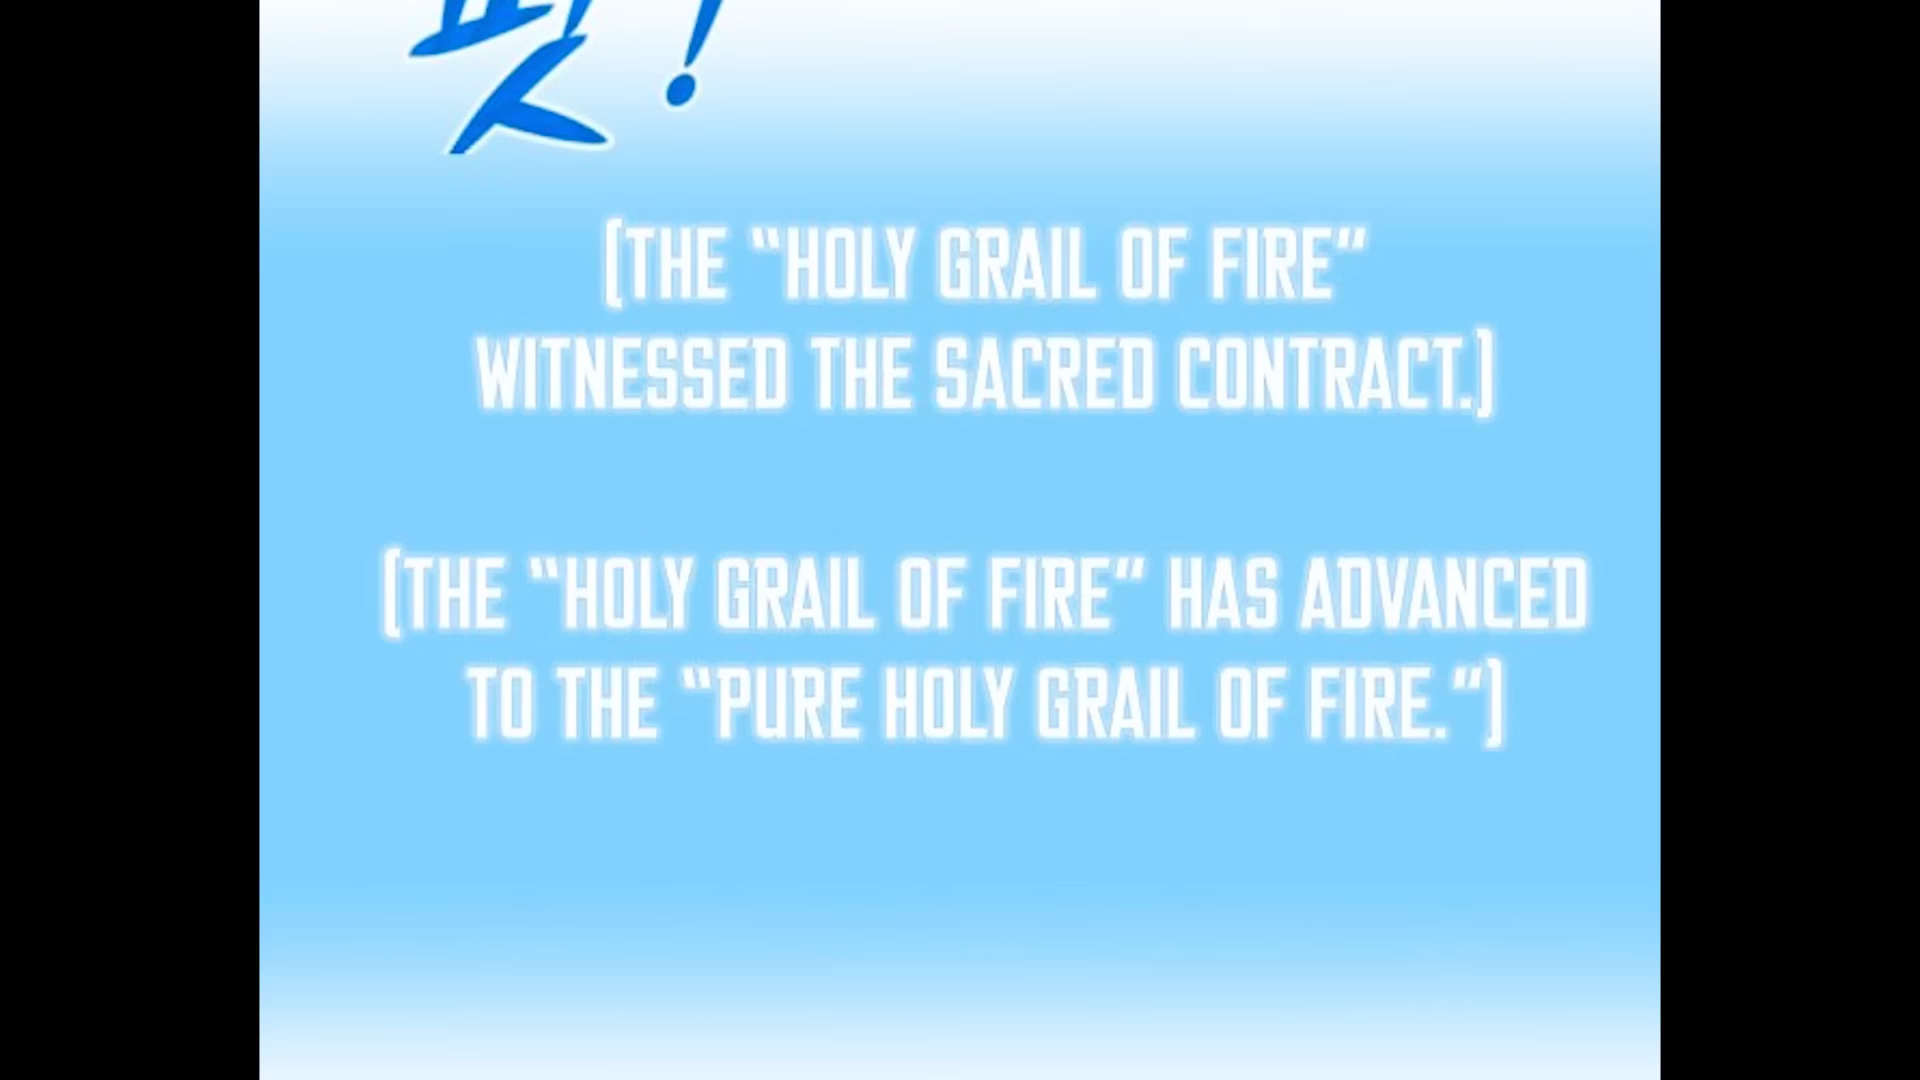 (THE “HOLY GRAIL OF FIRE”
WITNESSED THE SACRED CONTRACT.)
(THE “HOLY GRAIL OF FIRE” HAS ADVANCED
TO THE “PURE HOLY GRAIL OF FIRE.“)